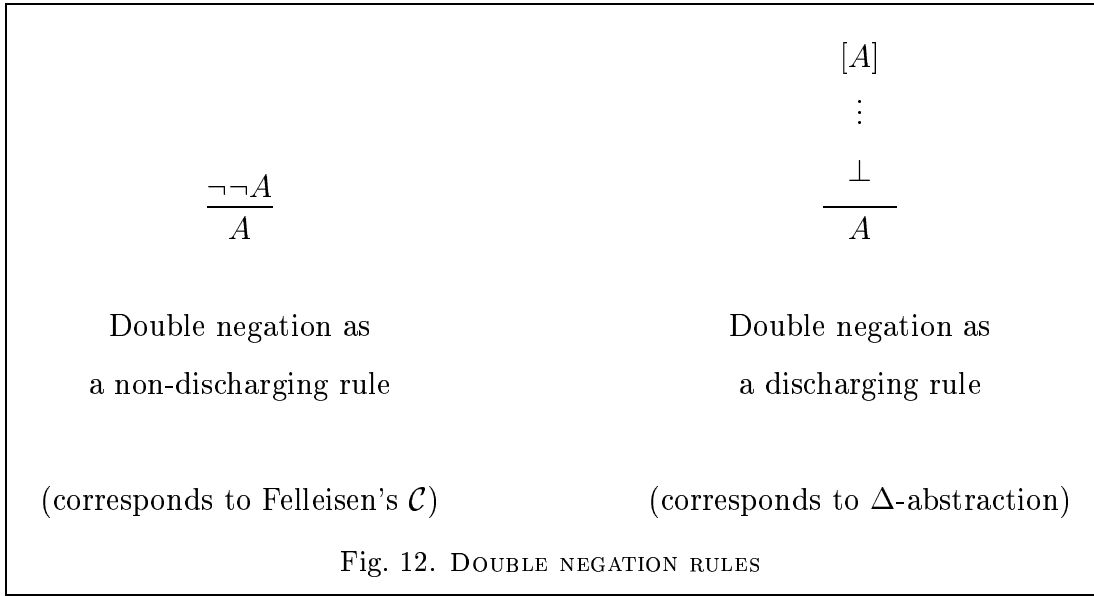 ¬¬A
A
Double negation as
a non-discharging rule
(corresponds to Felleisen's 𝒞)
[A]
⋮
⊥
A
Double negation as
a discharging rule
(corresponds to Δ-abstraction)
Fig. 12. DOUBLE NEGATION RULES